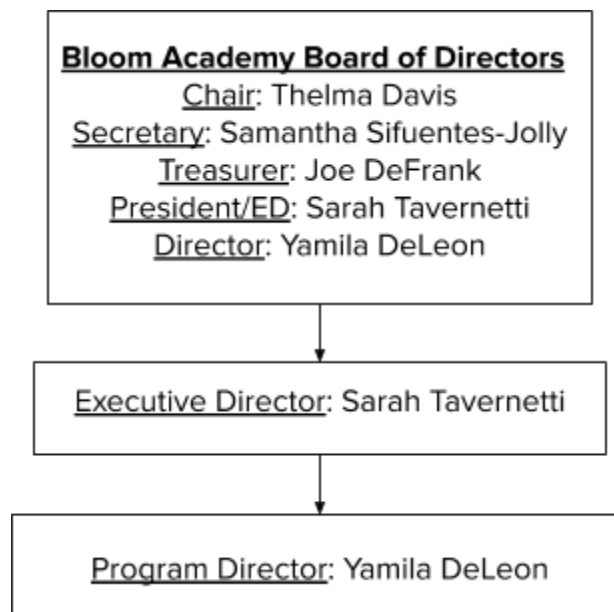 Bloom Academy Board of Directors
Chair: Thelma Davis
Secretary: Samantha Sifuentes-Jolly
Treasurer: Joe DeFrank
President/ED: Sarah Tavernetti
Director: Yamila DeLeon
Executive Director: Sarah Tavernetti
Program Director: Yamila DeLeon